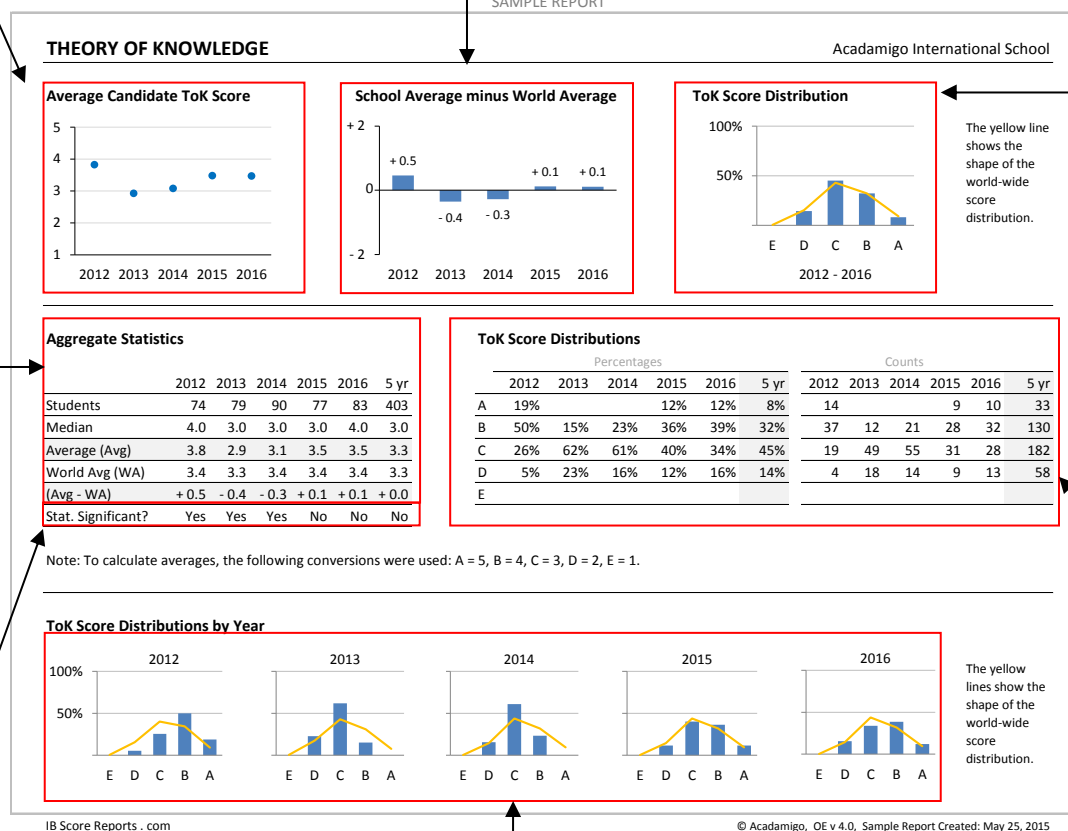 SAMPLE REPORT
THEORY OF KNOWLEDGE Acadamigo International School
Average Candidate ToK Score
5
4
3
2
1
2012 2013 2014 2015 2016
School Average minus World Average
+ 2
0
- 2
+ 0.5
- 0.4
- 0.3
+ 0.1
+ 0.1
2012 2013 2014 2015 2016
ToK Score Distribution
100%
50%
E D C B A
2012 - 2016
The yellow line
shows the
shape of the
world-wide
score
distribution.
Aggregate Statistics
2012 2013 2014 2015 2016 5 yr
Students 74 79 90 77 83 403
Median 4.0 3.0 3.0 3.0 4.0 3.0
Average (Avg) 3.8 2.9 3.1 3.5 3.5 3.3
World Avg (WA) 3.4 3.3 3.4 3.4 3.4 3.3
(Avg - WA) + 0.5 - 0.4 - 0.3 + 0.1 + 0.1 + 0.0
Stat. Significant? Yes Yes Yes No No No
ToK Score Distributions
Percentages Counts
2012 2013 2014 2015 2016 5 yr 2012 2013 2014 2015 2016 5 yr
A 19% 12% 12% 8% 14 9 10 33
B 50% 15% 23% 36% 39% 32% 37 12 21 28 32 130
C 26% 62% 61% 40% 34% 45% 19 49 55 31 28 182
D 5% 23% 16% 12% 16% 14% 4 18 14 9 13 58
E
Note: To calculate averages, the following conversions were used: A = 5, B = 4, C = 3, D = 2, E = 1.
ToK Score Distributions by Year
2012 2013 2014 2015 2016
100%
50%
E D C B A E D C B A E D C B A E D C B A E D C B A
The yellow
lines show the
shape of the
world-wide
score
distribution.
IB Score Reports . com © Acadamigo, OE v 4.0, Sample Report Created: May 25, 2015